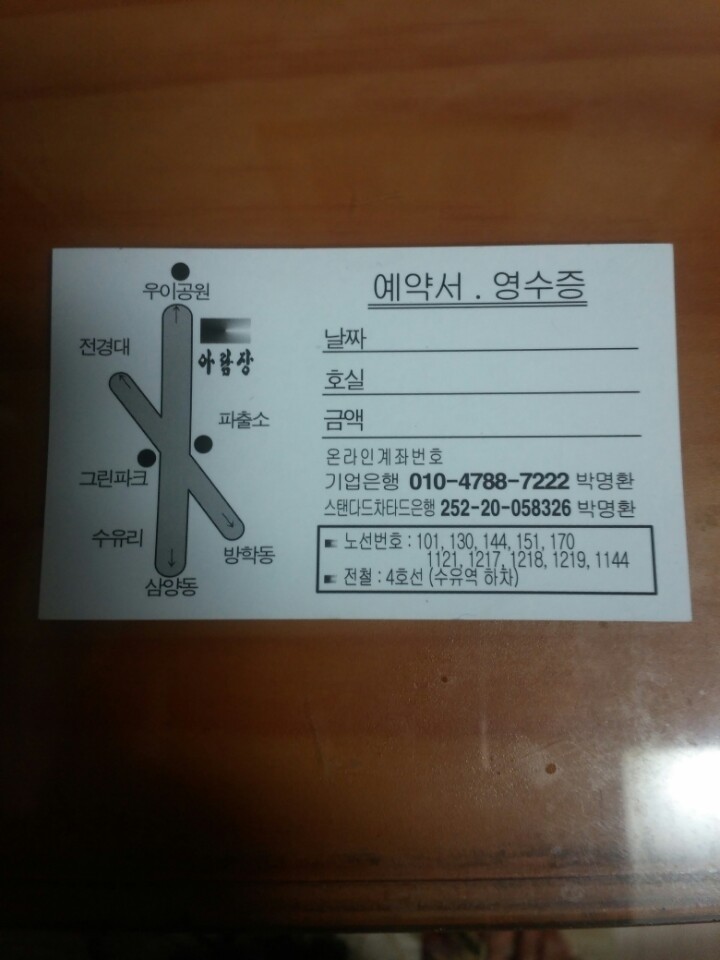 우이공원
전경대
아람장
파출소
그린파크
수유리
방학동
삼양동
예약서 . 영수증
날짜
호실
금액
온라인계좌번호
기업은행 010-4788-7222 박명환
스탠다드차타드은행 252-20-058326 박명환
노선번호 : 101, 130, 144, 151, 170
1121, 1217, 1218, 1219, 1144
전철 : 4호선 (수유역 하차)